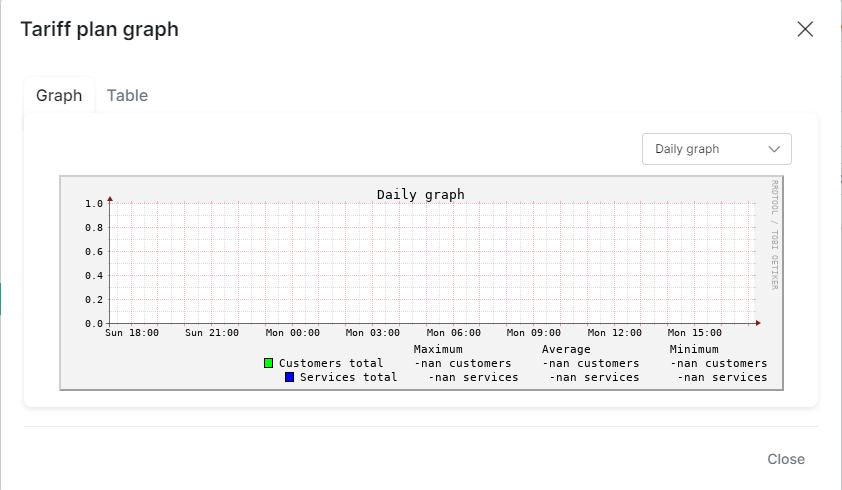 Tariff plan graph
Graph Table
Daily graph
Daily graph
RRDTOOL / TOBI OETIKER
1.0
0.8
0.6
0.4
0.2
0.0
Sun 18:00 Sun 21:00 Mon 00:00 Mon 03:00 Mon 06:00 Mon 09:00 Mon 12:00 Mon 15:00
Maximum Average Minimum
Customers total -nan customers -nan customers -nan customers
Services total -nan services -nan services -nan services
Close